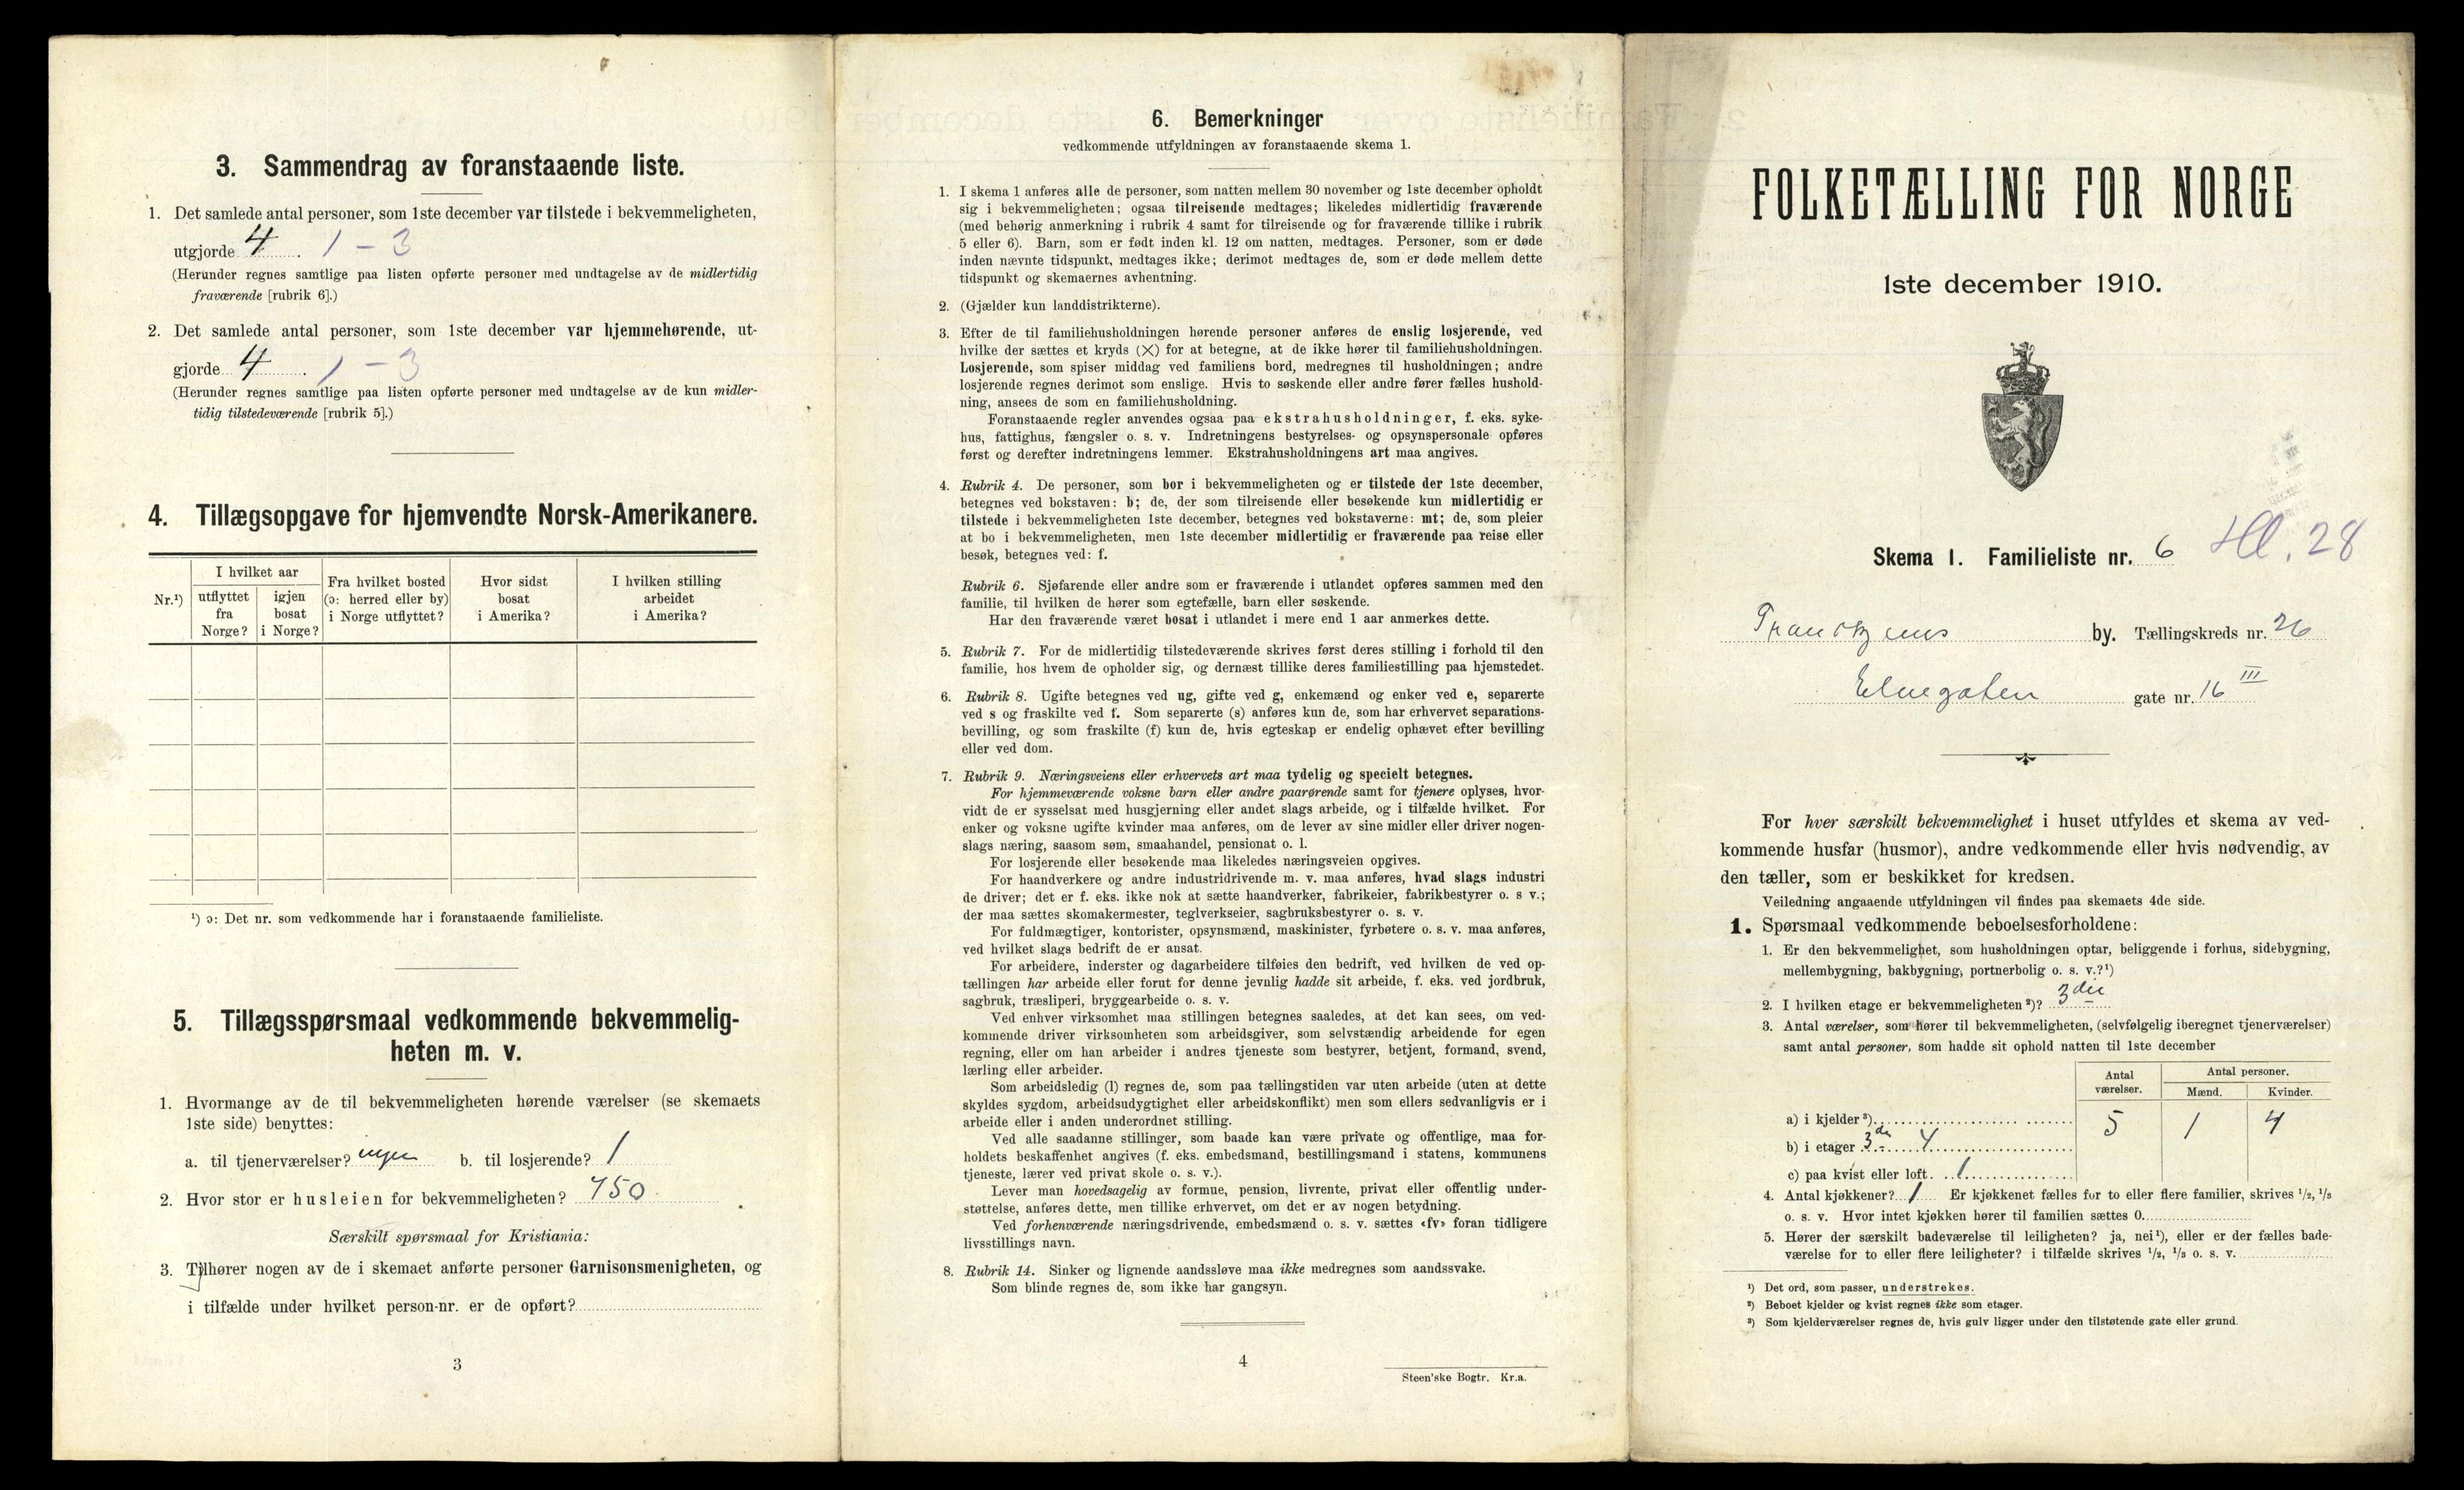 3. Sammendrag av foranstaaende liste.
1. Det samlede antal personer, som 1ste december var tilstede i bekvemmeligheten,
utgjorde 4. 1 – 3
(Herunder regnes samtlige paa listen opførte personer med undtagelse av de midlertidig
fraværende [rubrik 6].)
2. Det samlede antal personer, som 1ste december var hjemmehørende, ut-
gjorde 4. 1 – 3
(Herunder regnes samtlige paa listen opførte personer med undtagelse av de kun midler-
tidig tilstedeværende [rubrik 5].)
4. Tillægsopgave for hjemvendte Norsk-Amerikanere.
Nr.¹)
I hvilket aar
utflyttet
fra
Norge?
igjen
bosat
i Norge?
Fra hvilket bosted
(ɔ: herred eller by)
i Norge utflyttet?
Hvor sidst
bosat
i Amerika?
I hvilken stilling
arbeidet
i Amerika?
¹) ɔ: Det nr. som vedkommende har i foranstaaende familieliste.
5. Tillægsspørsmaal vedkommende bekvemmelig-
heten m. v.
1. Hvormange av de til bekvemmeligheten hørende værelser (se skemaets
1ste side) benyttes:
a. til tjenerværelser? ingen b. til losjerende? 1
2. Hvor stor er husleien for bekvemmeligheten? 450
Særskilt spørsmaal for Kristiania:
3. Tilhører nogen av de i skemaet anførte personer Garnisonsmenigheten, og
i tilfælde under hvilket person-nr. er de opført?
3
6. Bemerkninger
vedkommende utfyldningen av foranstaaende skema 1.
1. I skema 1 anføres alle de personer, som natten mellem 30 november og 1ste december opholdt
sig i bekvemmeligheten; ogsaa tilreisende medtages; likeledes midlertidig fraværende
(med behørig anmerkning i rubrik 4 samt for tilreisende og for fraværende tillike i rubrik
5 eller 6). Barn, som er født inden kl. 12 om natten, medtages. Personer, som er døde
inden nævnte tidspunkt, medtages ikke; derimot medtages de, som er døde mellem dette
tidspunkt og skemaernes avhentning.
2. (Gjælder kun landdistrikterne).
3. Efter de til familiehusholdningen hørende personer anføres de enslig losjerende, ved
hvilke der sættes et kryds (×) for at betegne, at de ikke hører til familiehusholdningen.
Losjerende, som spiser middag ved familiens bord, medregnes til husholdningen; andre
losjerende regnes derimot som enslige. Hvis to søskende eller andre fører fælles hushold-
ning, ansees de som en familiehusholdning.
Foranstaaende regler anvendes ogsaa paa ekstrahusholdninger, f. eks. syke-
hus, fattighus, fængsler o. s. v. Indretningens bestyrelses- og opsynspersonale opføres
først og derefter indretningens lemmer. Ekstrahusholdningens art maa angives.
4. Rubrik 4. De personer, som bor i bekvemmeligheten og er tilstede der 1ste december,
betegnes ved bokstaven: b; de, der som tilreisende eller besøkende kun midlertidig er
tilstede i bekvemmeligheten 1ste december, betegnes ved bokstaverne: mt; de, som pleier
at bo i bekvemmeligheten, men 1ste december midlertidig er fraværende paa reise eller
besøk, betegnes ved: f.
Rubrik 6. Sjøfarende eller andre som er fraværende i utlandet opføres sammen med den
familie, til hvilken de hører som egtefælle, barn eller søskende.
Har den fraværende været bosat i utlandet i mere end 1 aar anmerkes dette.
5. Rubrik 7. For de midlertidig tilstedeværende skrives først deres stilling i forhold til den
familie, hos hvem de opholder sig, og dernæst tillike deres familiestilling paa hjemstedet.
6. Rubrik 8. Ugifte betegnes ved ug, gifte ved g, enkemænd og enker ved e, separerte
ved s og fraskilte ved f. Som separerte (s) anføres kun de, som har erhvervet separations-
bevilling, og som fraskilte (f) kun de, hvis egteskap er endelig ophævet efter bevilling
eller ved dom.
7. Rubrik 9. Næringsveiens eller erhvervets art maa tydelig og specielt betegnes.
For hjemmeværende voksne barn eller andre paarørende samt for tjenere oplyses, hvor-
vidt de er sysselsat med husgjerning eller andet slags arbeide, og i tilfælde hvilket. For
enker og voksne ugifte kvinder maa anføres, om de lever av sine midler eller driver nogen-
slags næring, saasom søm, smaahandel, pensionat o. l.
For losjerende eller besøkende maa likeledes næringsveien opgives.
For haandverkere og andre industridrivende m. v. maa anføres, hvad slags industri
de driver; det er f. eks. ikke nok at sætte haandverker, fabrikeier, fabrikbestyrer o. s v.;
der maa sættes skomakermester, teglverkseier, sagbruksbestyrer o. s. v.
For fuldmægtiger, kontorister, opsynsmænd, maskinister, fyrbøtere o. s. v. maa anføres,
ved hvilket slags bedrift de er ansat.
For arbeidere, inderster og dagarbeidere tilføies den bedrift, ved hvilken de ved op-
tællingen har arbeide eller forut for denne jevnlig hadde sit arbeide, f. eks. ved jordbruk,
sagbruk, træsliperi, bryggearbeide o. s. v.
Ved enhver virksomhet maa stillingen betegnes saaledes, at det kan sees, om ved-
kommende driver virksomheten som arbeidsgiver, som selvstændig arbeidende for egen
regning, eller om han arbeider i andres tjeneste som bestyrer, betjent, formand, svend,
lærling eller arbeider.
Som arbeidsledig (l) regnes de, som paa tællingstiden var uten arbeide (uten at dette
skyldes sygdom, arbeidsudygtighet eller arbeidskonflikt) men som ellers sedvanligvis er i
arbeide eller i anden underordnet stilling.
Ved alle saadanne stillinger, som baade kan være private og offentlige, maa for-
holdets beskaffenhet angives (f. eks. embedsmand, bestillingsmand i statens, kommunens
tjeneste, lærer ved privat skole o. s. v.).
Lever man hovedsagelig av formue, pension, livrente, privat eller offentlig under-
støttelse, anføres dette, men tillike erhvervet, om det er av nogen betydning.
Ved forhenværende næringsdrivende, embedsmænd o. s. v. sættes «fv» foran tidligere
livsstillings navn.
8. Rubrik 14. Sinker og lignende aandssløve maa ikke medregnes som aandssvake.
Som blinde regnes de, som ikke har gangsyn.
4
Steen'ske Bogtr. Kr.a.
FOLKETÆLLING FOR NORGE
1ste december 1910.
Skema 1. Familieliste nr. 6 Hl. 28
by. Tællingskreds nr. 26
Elvegaten gate nr. 16 III
For hver særskilt bekvemmelighet i huset utfyldes et skema av ved-
kommende husfar (husmor), andre vedkommende eller hvis nødvendig, av
den tæller, som er beskikket for kredsen.
Veiledning angaaende utfyldningen vil findes paa skemaets 4de side.
1. Spørsmaal vedkommende beboelsesforholdene:
1. Er den bekvemmelighet, som husholdningen optar, beliggende i forhus, sidebygning,
mellembygning, bakbygning, portnerbolig o. s. v.?¹)
2. I hvilken etage er bekvemmeligheten²)? 3die
3. Antal værelser, som hører til bekvemmeligheten, (selvfølgelig iberegnet tjenerværelser)
samt antal personer, som hadde sit ophold natten til 1ste december
Antal
værelser.
Antal personer.
Mænd. Kvinder.
a) i kjelder³) 5 1 4
b) i etager 3de 4
c) paa kvist eller loft 1
4. Antal kjøkkener? 1 Er kjøkkenet fælles for to eller flere familier, skrives 1/2, 1/3
o. s. v. Hvor intet kjøkken hører til familien sættes 0.
5. Hører der særskilt badeværelse til leiligheten? ja, nei¹), eller er der fælles bade-
værelse for to eller flere leiligheter? i tilfælde skrives 1/2, 1/3 o. s. v.
¹) Det ord, som passer, understrekes.
²) Beboet kjelder og kvist regnes ikke som etager.
³) Som kjelderværelser regnes de, hvis gulv ligger under den tilstøtende gate eller grund.